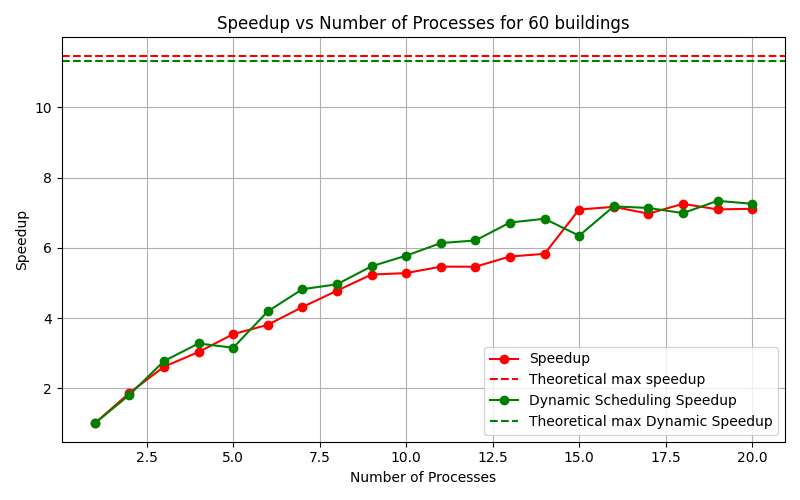 Speedup vs Number of Processes for 60 buildings
10
8
6
4
2
Speedup
Speedup
Theoretical max speedup
Dynamic Scheduling Speedup
Theoretical max Dynamic Speedup
2.5 5.0 7.5 10.0 12.5 15.0 17.5 20.0
Number of Processes